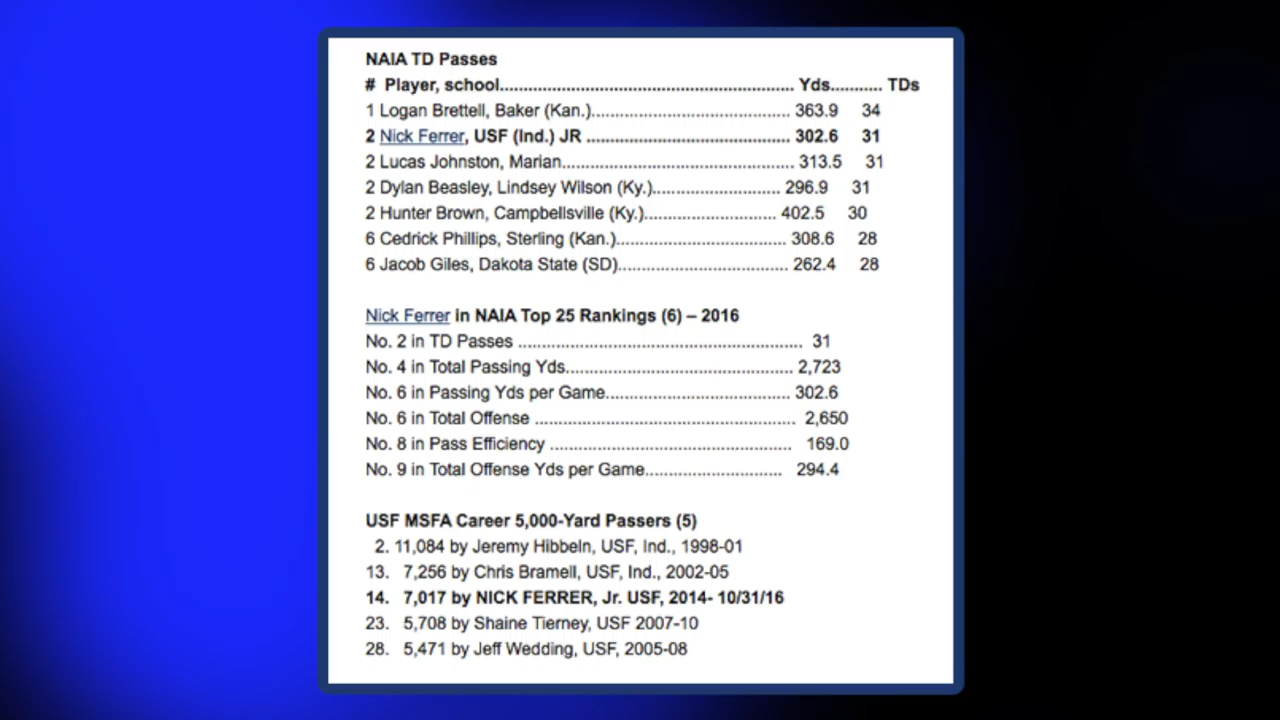 NAIA TD Passes
# Player, school.............................................................. Yds........... TDs
1 Logan Brettell, Baker (Kan.).......................................... 363.9 34
2 Nick Ferrer, USF (Ind.) JR ........................................... 302.6 31
2 Lucas Johnston, Marian................................................. 313.5 31
2 Dylan Beasley, Lindsey Wilson (Ky.)........................... 296.9 31
2 Hunter Brown, Campbellsville (Ky.)............................ 402.5 30
6 Cedrick Phillips, Sterling (Kan.).................................... 308.6 28
6 Jacob Giles, Dakota State (SD).................................... 262.4 28
Nick Ferrer in NAIA Top 25 Rankings (6) – 2016
No. 2 in TD Passes ............................................................ 31
No. 4 in Total Passing Yds................................................ 2,723
No. 6 in Passing Yds per Game....................................... 302.6
No. 6 in Total Offense ....................................................... 2,650
No. 8 in Pass Efficiency ................................................... 169.0
No. 9 in Total Offense Yds per Game............................. 294.4
USF MSFA Career 5,000-Yard Passers (5)
2. 11,084 by Jeremy Hibbeln, USF, Ind., 1998-01
13. 7,256 by Chris Bramell, USF, Ind., 2002-05
14. 7,017 by NICK FERRER, Jr. USF, 2014- 10/31/16
23. 5,708 by Shaine Tierney, USF 2007-10
28. 5,471 by Jeff Wedding, USF, 2005-08